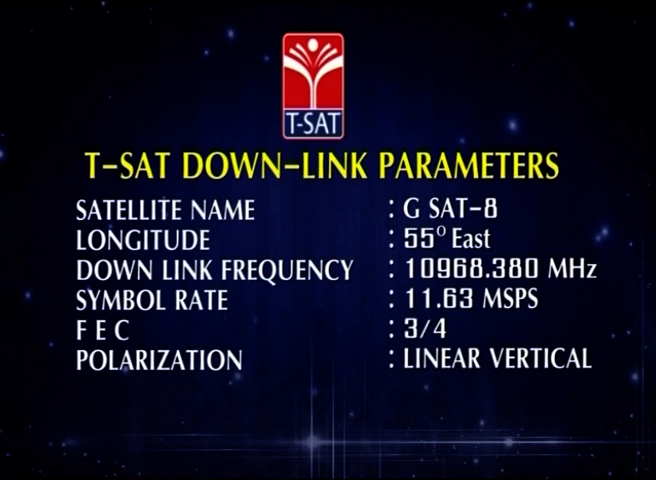 T-SAT
T-SAT DOWN-LINK PARAMETERS
SATELLITE NAME : G SAT-8
LONGITUDE : 55° East
DOWN LINK FREQUENCY : 10968.380 MHz
SYMBOL RATE : 11.63 MSPS
F E C : 3/4
POLARIZATION : LINEAR VERTICAL